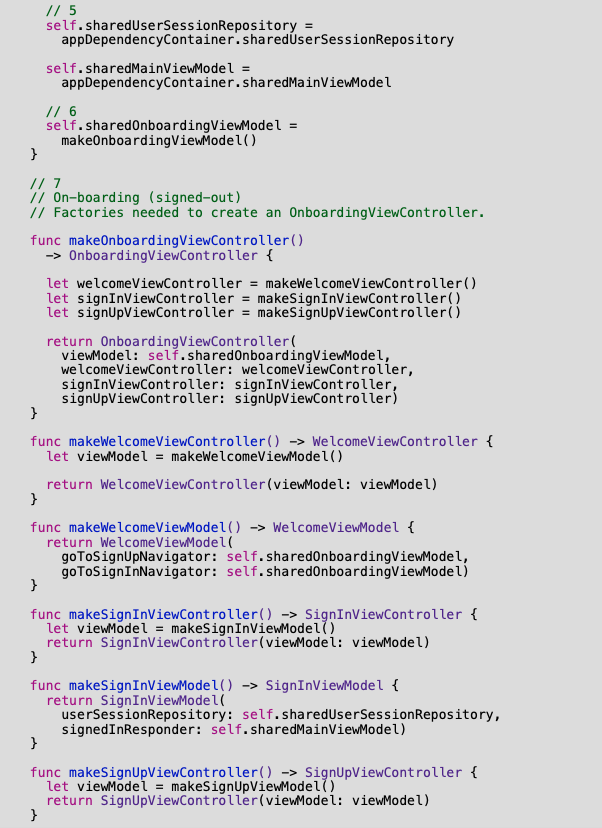 // 5
self.sharedUserSessionRepository =
appDependencyContainer.sharedUserSessionRepository
self.sharedMainViewModel =
appDependencyContainer.sharedMainViewModel
// 6
self.sharedOnboardingViewModel =
makeOnboardingViewModel()
}
// 7
// On-boarding (signed-out)
// Factories needed to create an OnboardingViewController.
func makeOnboardingViewController()
-> OnboardingViewController {
let welcomeViewController = makeWelcomeViewController()
let signInViewController = makeSignInViewController()
let signUpViewController = makeSignUpViewController()
return OnboardingViewController(
viewModel: self.sharedOnboardingViewModel,
welcomeViewController: welcomeViewController,
signInViewController: signInViewController,
signUpViewController: signUpViewController)
}
func makeWelcomeViewController() -> WelcomeViewController {
let viewModel = makeWelcomeViewModel()
return WelcomeViewController(viewModel: viewModel)
}
func makeWelcomeViewModel() -> WelcomeViewModel {
return WelcomeViewModel(
goToSignUpNavigator: self.sharedOnboardingViewModel,
goToSignInNavigator: self.sharedOnboardingViewModel)
}
func makeSignInViewController() -> SignInViewController {
let viewModel = makeSignInViewModel()
return SignInViewController(viewModel: viewModel)
}
func makeSignInViewModel() -> SignInViewModel {
return SignInViewModel(
userSessionRepository: self.sharedUserSessionRepository,
signedInResponder: self.sharedMainViewModel)
}
func makeSignUpViewController() -> SignUpViewController {
let viewModel = makeSignUpViewModel()
return SignUpViewController(viewModel: viewModel)
}